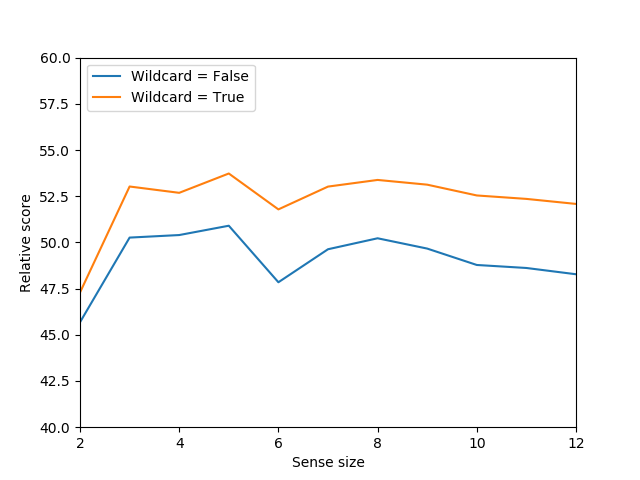 60.0
57.5
55.0
52.5
50.0
47.5
45.0
42.5
40.0
Relative score
Wildcard = False
Wildcard = True
2 4 6 8 10 12
Sense size